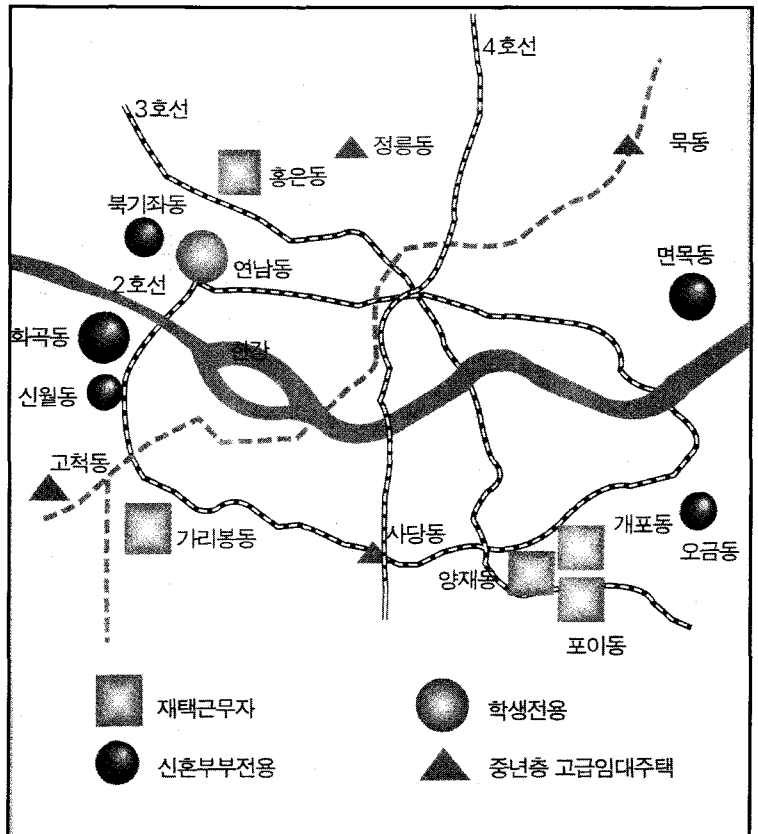 4호선
3호선
정릉동
묵동
홍은동
북기좌동
연남동
면목동
2호선
화곡동
한강
신월동
고척동
가리봉동
사당동
개포동
오금동
양재동
포이동
재택근무자
학생전용
신혼부부전용
중년층 고급임대주택